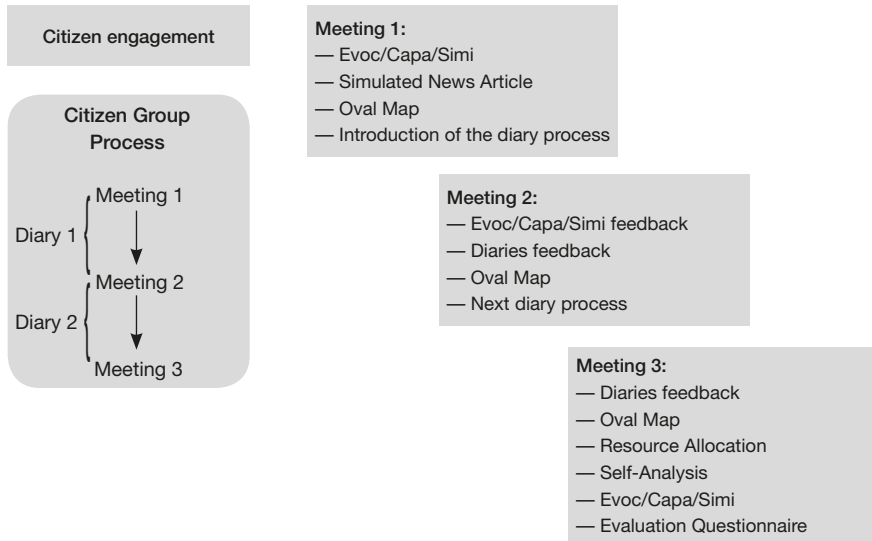 Citizen engagement
Citizen Group
Process
Meeting 1
Diary 1
Meeting 2
Diary 2
Meeting 3
Meeting 1:
— Evoc/Capa/Simi
— Simulated News Article
— Oval Map
— Introduction of the diary process
Meeting 2:
— Evoc/Capa/Simi feedback
— Diaries feedback
— Oval Map
— Next diary process
Meeting 3:
— Diaries feedback
— Oval Map
— Resource Allocation
— Self-Analysis
— Evoc/Capa/Simi
— Evaluation Questionnaire